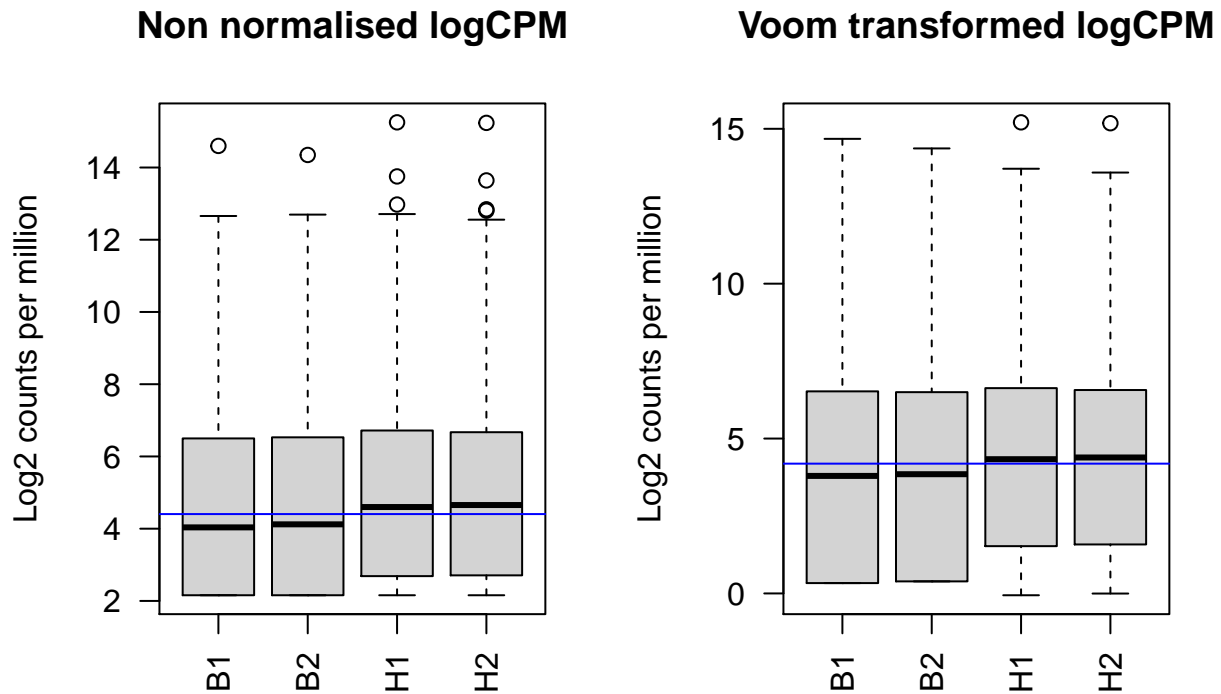 Non normalised logCPM
Log2 counts per million
14
12
10
8
6
4
2
B1
B2
H1
H2
Voom transformed logCPM
Log2 counts per million
15
10
5
0
B1
B2
H1
H2